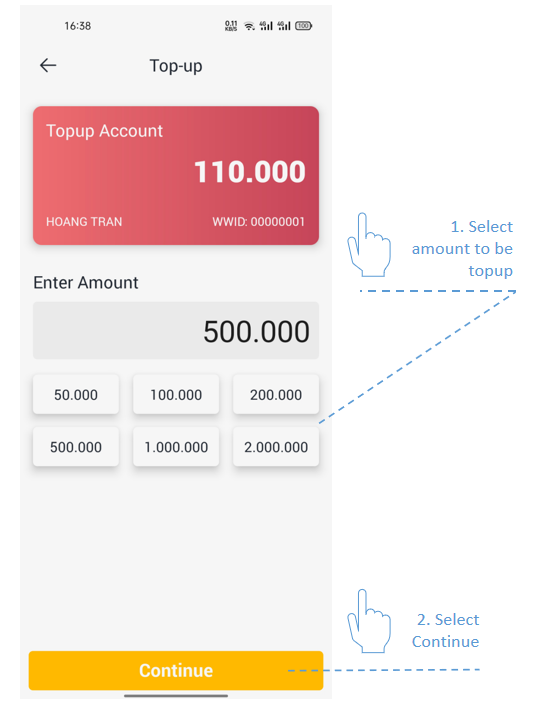 16:38
0.11 KB/S 4G 4G 100
Top-up
Topup Account
110.000
HOANG TRAN WWID: 00000001
1. Select
amount to be
topup
Enter Amount
500.000
50.000 100.000 200.000
500.000 1.000.000 2.000.000
2. Select
Continue
Continue